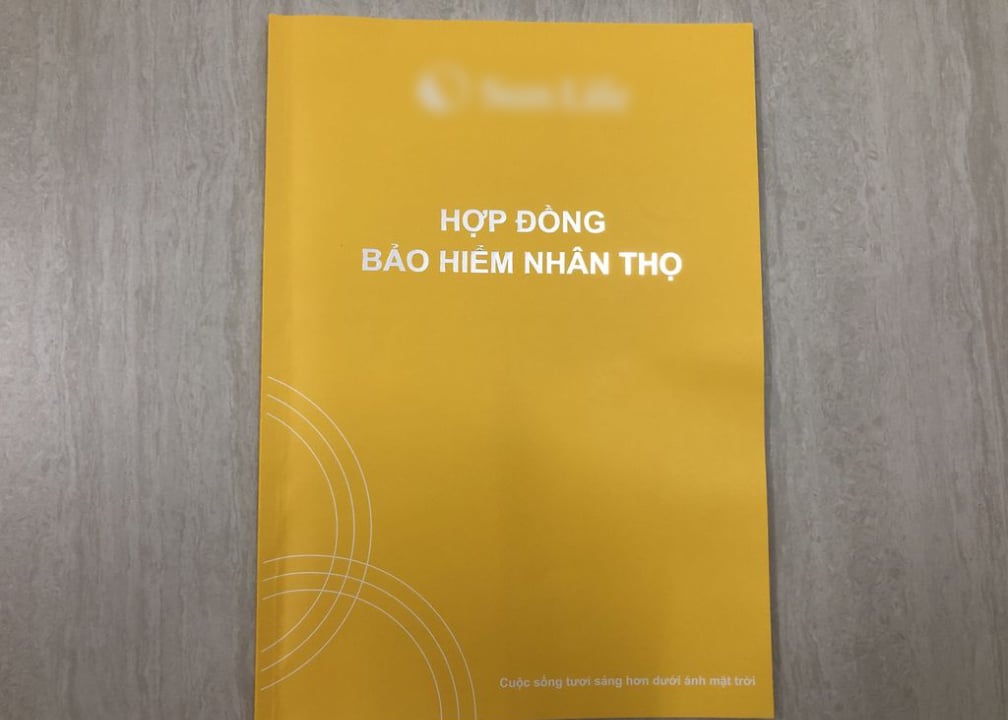 HỢP ĐỒNG
BẢO HIỂM NHÂN THỌ
Cuộc sống tươi sáng hơn dưới ánh mặt trời